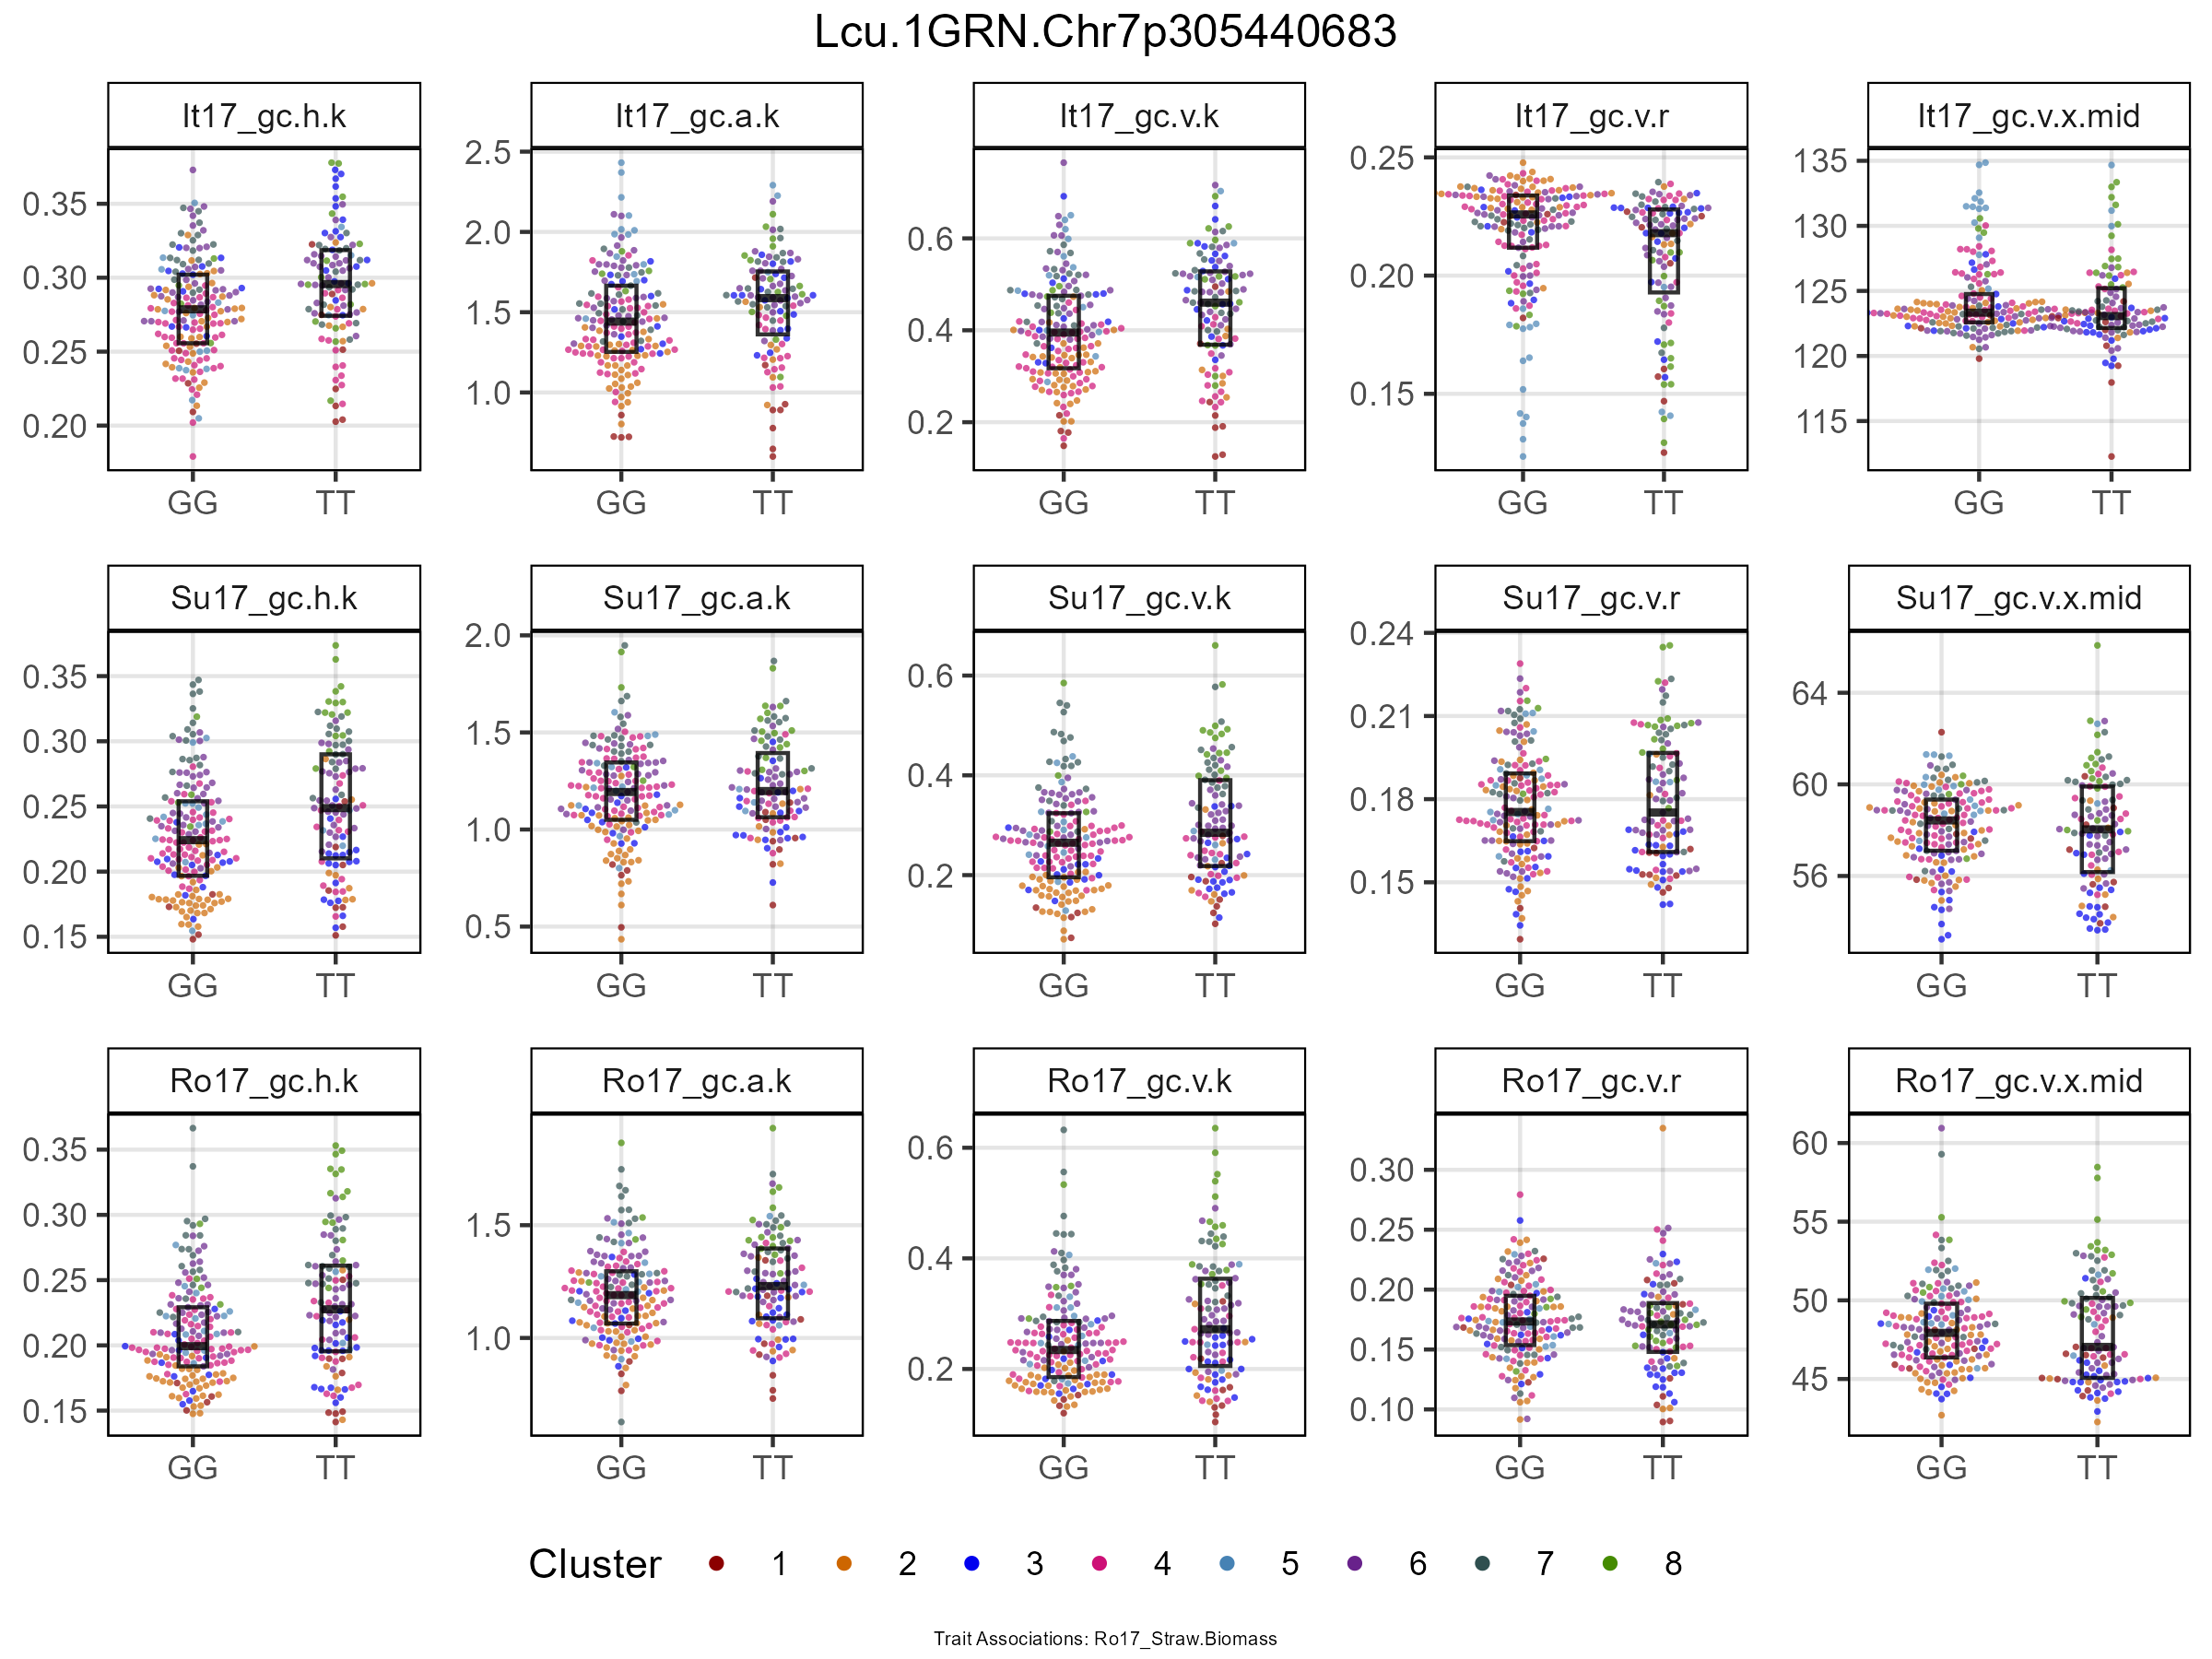 Lcu.1GRN.Chr7p305440683
It17_gc.h.k
It17_gc.a.k
It17_gc.v.k
It17_gc.v.r
It17_gc.v.x.mid
0.35
0.30
0.25
0.20
GG TT
2.5
2.0
1.5
1.0
GG TT
0.6
0.4
0.2
GG TT
0.25
0.20
0.15
GG TT
135
130
125
120
115
GG TT
Su17_gc.h.k
Su17_gc.a.k
Su17_gc.v.k
Su17_gc.v.r
Su17_gc.v.x.mid
0.35
0.30
0.25
0.20
0.15
GG TT
2.0
1.5
1.0
0.5
GG TT
0.6
0.4
0.2
GG TT
0.24
0.21
0.18
0.15
GG TT
64
60
56
GG TT
Ro17_gc.h.k
Ro17_gc.a.k
Ro17_gc.v.k
Ro17_gc.v.r
Ro17_gc.v.x.mid
0.35
0.30
0.25
0.20
0.15
GG TT
1.5
1.0
GG TT
0.6
0.4
0.2
GG TT
0.30
0.25
0.20
0.15
0.10
GG TT
60
55
50
45
GG TT
Cluster 1 2 3 4 5 6 7 8
Trait Associations: Ro17_Straw.Biomass